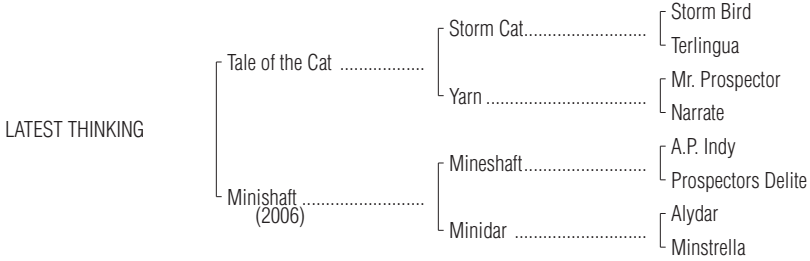 Storm Bird
Storm Cat..............................
Terlingua
Tale of the Cat ..................
Mr. Prospector
Yarn .......................................
Narrate
LATEST THINKING
A.P. Indy
Mineshaft..............................
Prospectors Delite
Minishaft ..............................
(2006)
Alydar
Minidar ................................
Minstrella